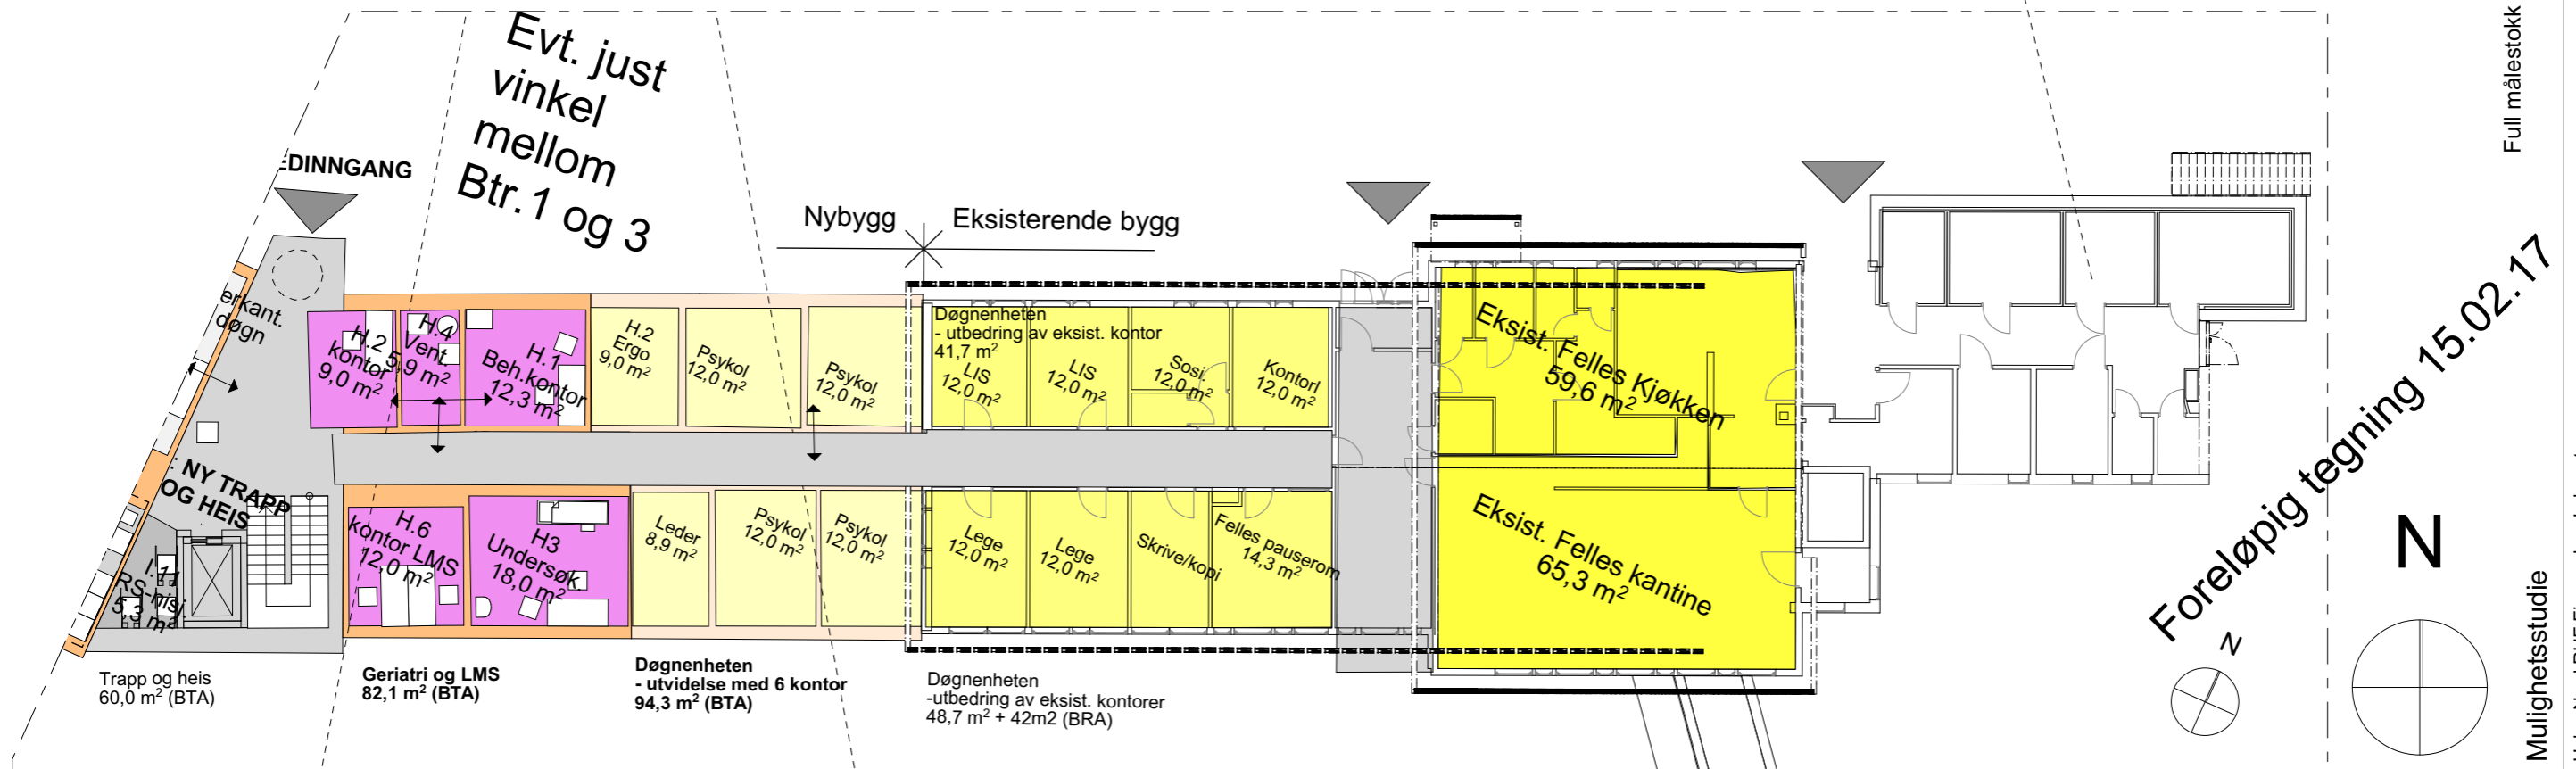 Evt. just
vinkel
mellom
Btr.1 og 3
EDINNGANG
Nybygg
Eksisterende bygg
døgn
H.2
kontor
9,0 m²
H.4
Vent.
5,9 m²
H.1
Beh.kontor
12,3 m²
H.2
Ergo
9,0 m²
Psykol
12,0 m²
Psykol
12,0 m²
Døgnenheten
- utbedring av eksist. kontor
41,7 m²
LIS
12,0 m²
LIS
12,0 m²
Sosi.
12,0 m²
Kontorl
12,0 m²
Eksist. Felles Kjøkken
59,6 m²
: NY TRAPP
OG HEIS
I.11
RS-nisj.
5,3 m²
H.6
kontor LMS
12,0 m²
H3
Undersøk.
18,0 m²
Leder
8,9 m²
Psykol
12,0 m²
Psykol
12,0 m²
Lege
12,0 m²
Lege
12,0 m²
Skrive/kopi
Felles pauserom
14,3 m²
Eksist. Felles kantine
65,3 m²
Trapp og heis
60,0 m² (BTA)
Geriatri og LMS
82,1 m² (BTA)
Døgnenheten
- utvidelse med 6 kontor
94,3 m² (BTA)
Døgnenheten
-utbedring av eksist. kontorer
48,7 m² + 42m2 (BRA)
Foreløpig tegning 15.02.17
N
N
Full målestokk
Mulighetsstudie